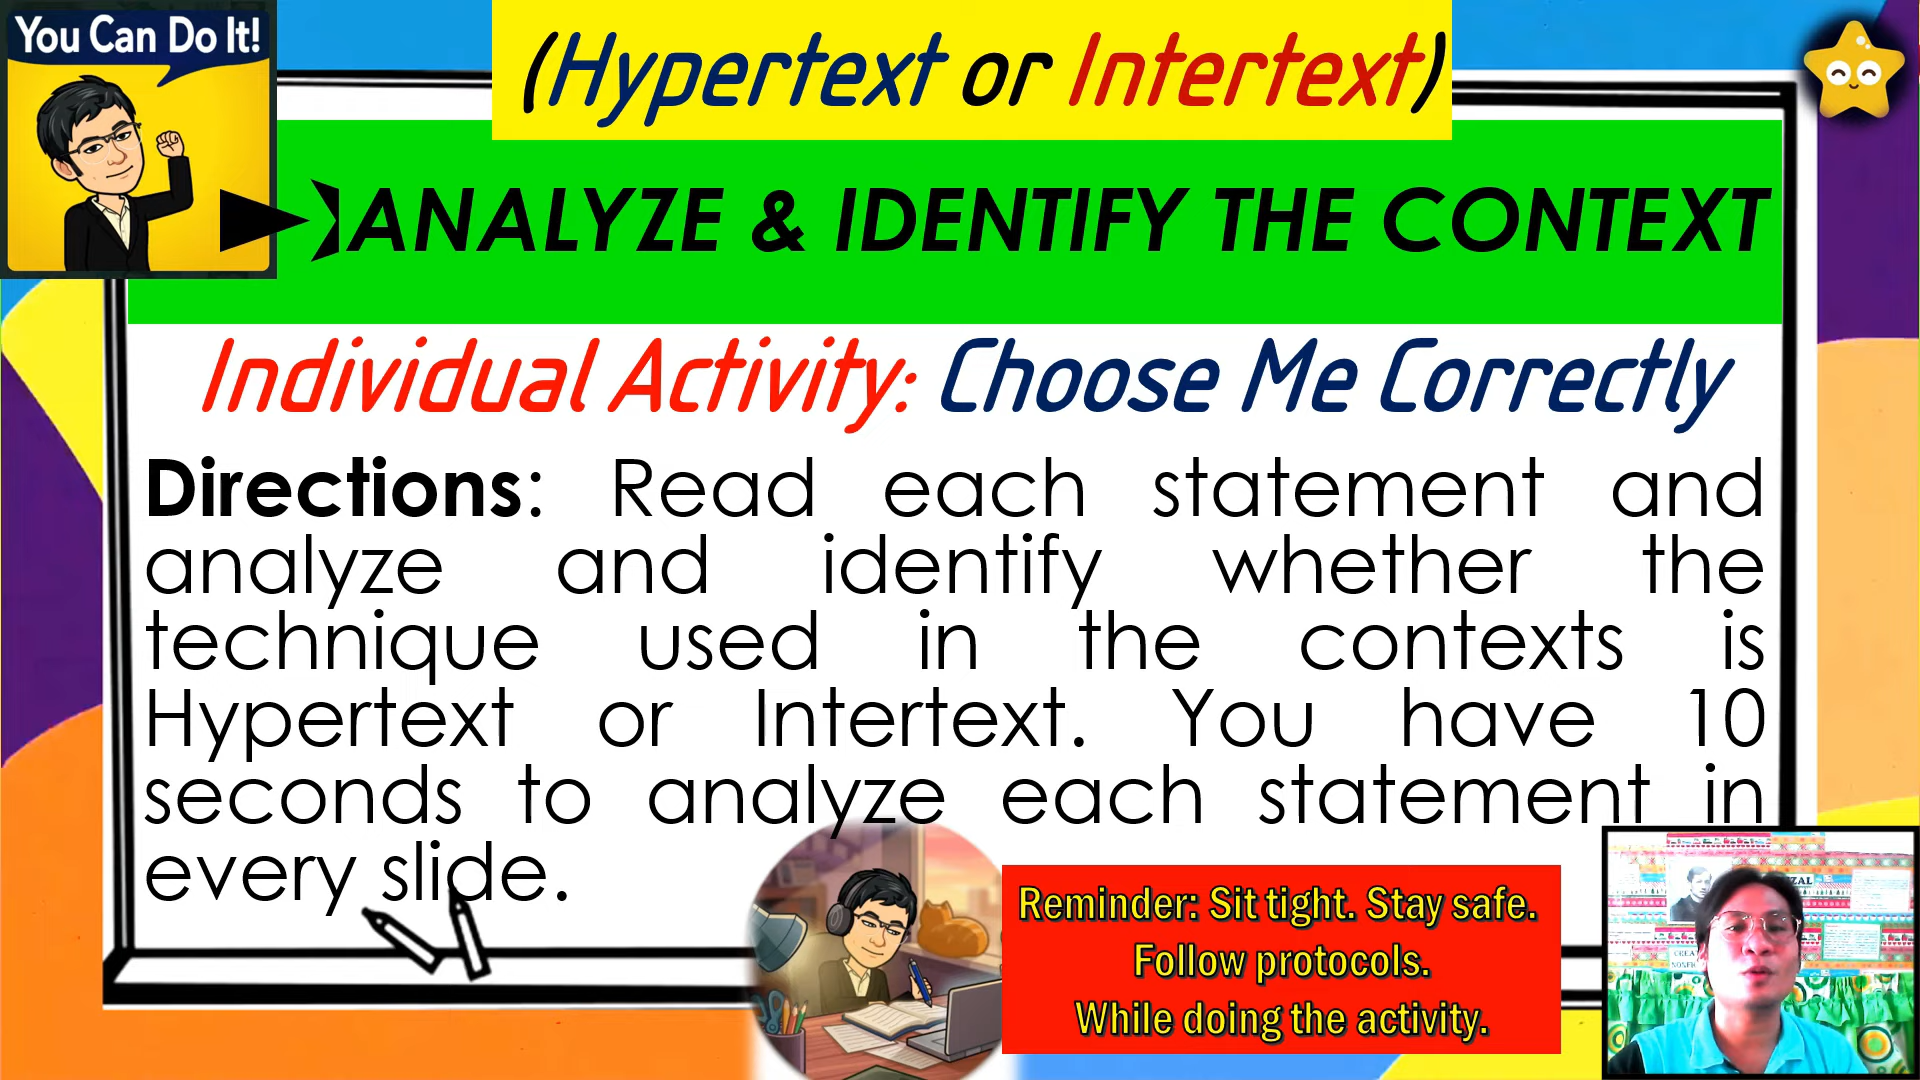 You Can Do It!
(Hypertext or Intertext)
ANALYZE & IDENTIFY THE CONTEXT
Individual Activity: Choose Me Correctly
Directions: Read each statement and
analyze and identify whether the
technique used in the contexts is
Hypertext or Intertext. You have 10
seconds to analyze each statement in
every slide.
Reminder: Sit tight. Stay safe.
Follow protocols.
While doing the activity.